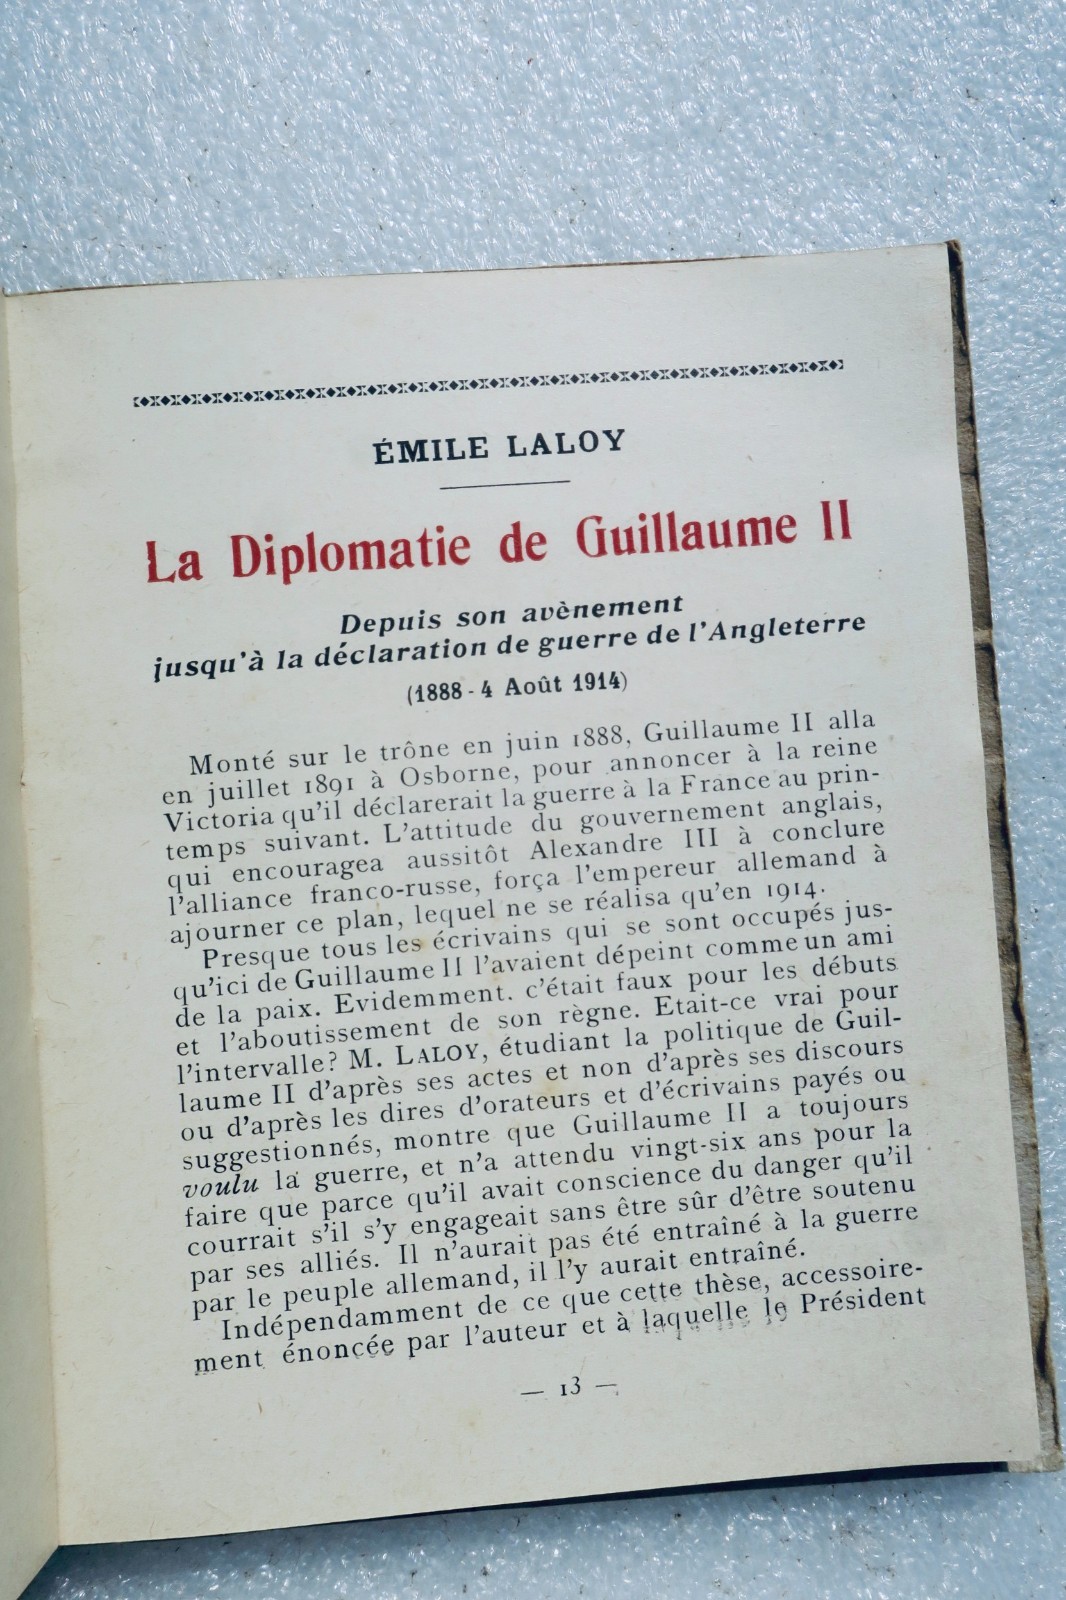 ÉMILE LALOY
La Diplomatie de Guillaume II
Depuis son avènement
jusqu'à la déclaration de guerre de l'Angleterre
(1888 - 4 Août 1914)
Monté sur le trône en juin 1888, Guillaume II alla
en juillet 1891 à Osborne, pour annoncer à la reine
Victoria qu'il déclarerait la guerre à la France au prin-
temps suivant. L'attitude du gouvernement anglais,
qui encouragea aussitôt Alexandre III à conclure
l'alliance franco-russe, força l'empereur allemand à
ajourner ce plan, lequel ne se réalisa qu'en 1914.
Presque tous les écrivains qui se sont occupés jus-
qu'ici de Guillaume II l'avaient dépeint comme un ami
de la paix. Evidemment. c'était faux pour les débuts
et l'aboutissement de son règne. Etait-ce vrai pour
l'intervalle? M. LALOY, étudiant la politique de Guil-
laume II d'après ses actes et non d'après ses discours
ou d'après les dires d'orateurs et d'écrivains payés ou
suggestionnés, montre que Guillaume II a toujours
voulu la guerre, et n'a attendu vingt-six ans pour la
faire que parce qu'il avait conscience du danger qu'il
courrait s'il s'y engageait sans être sûr d'être soutenu
par ses alliés. Il n'aurait pas été entraîné à la guerre
par le peuple allemand, il l'y aurait entraîné.
Indépendamment de ce que cette thèse, accessoire-
ment énoncée par l'auteur et à laquelle le Président
— 13 —